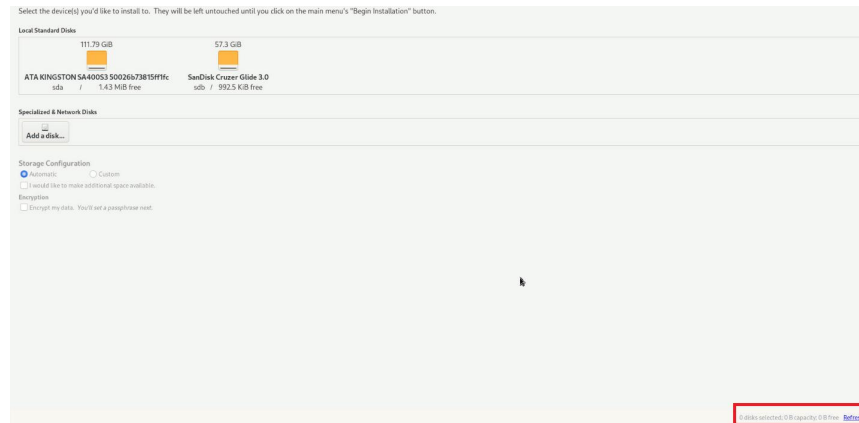 Select the device(s) you'd like to install to. They will be left untouched until you click on the main menu's "Begin Installation" button.
Local Standard Disks
111.79 GiB 57.3 GiB
ATA KINGSTON SA400S3 50026b73815ff1fc SanDisk Cruzer Glide 3.0
sda / 1.43 MiB free sdb / 992.5 KiB free
Specialized & Network Disks
Add a disk...
Storage Configuration
Automatic Custom
I would like to make additional space available.
Encryption
Encrypt my data. You'll set a passphrase next.
0 disks selected; 0 B capacity; 0 B free Refres